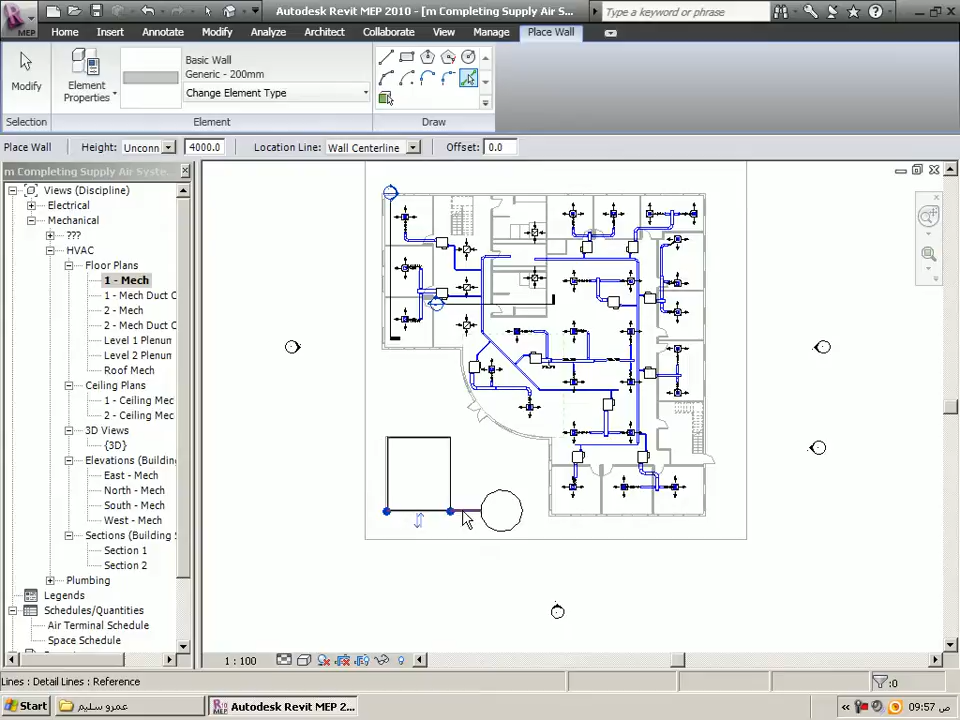 Autodesk Revit MEP 2010 - [m Completing Supply Air S...
Type a keyword or phrase
MEP
Home Insert Annotate Modify Analyze Architect Collaborate View Manage Place Wall
Modify
Element
Properties
Basic Wall
Generic - 200mm
Change Element Type
Selection
Element
Draw
Place Wall Height: Unconn 4000.0 Location Line: Wall Centerline Offset: 0.0
m Completing Supply Air Syste...
Views (Discipline)
Electrical
Mechanical
???
HVAC
Floor Plans
1 - Mech
1 - Mech Duct C
2 - Mech
2 - Mech Duct C
Level 1 Plenum
Level 2 Plenum
Roof Mech
Ceiling Plans
1 - Ceiling Mec
2 - Ceiling Mec
3D Views
{3D}
Elevations (Building
East - Mech
North - Mech
South - Mech
West - Mech
Sections (Building S
Section 1
Section 2
Plumbing
Legends
Schedules/Quantities
Air Terminal Schedule
Space Schedule
1 : 100
Lines : Detail Lines : Reference
:0
Start
عمرو سليم
Autodesk Revit MEP 2...
09:57 ص